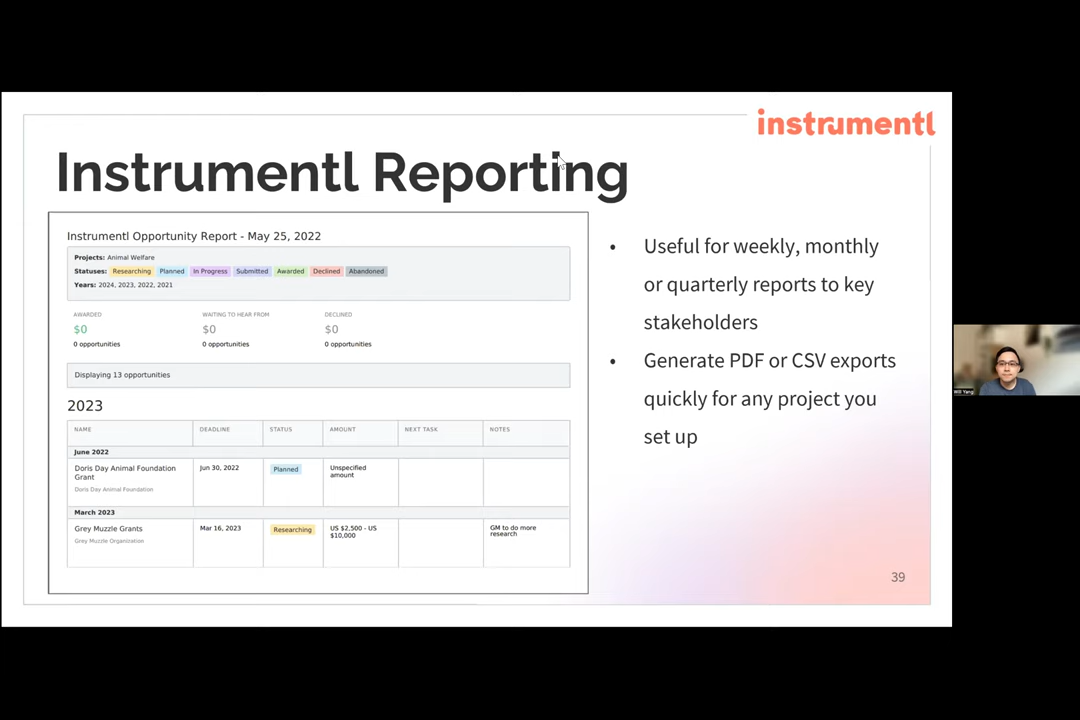 instrumentl
Instrumentl Reporting
Instrumentl Opportunity Report - May 25, 2022
Projects: Animal Welfare
Statuses: Researching Planned In Progress Submitted Awarded Declined Abandoned
Years: 2024, 2023, 2022, 2021
AWARDED WAITING TO HEAR FROM DECLINED
$0 $0 $0
0 opportunities 0 opportunities 0 opportunities
Displaying 13 opportunities
2023
NAME DEADLINE STATUS AMOUNT NEXT TASK NOTES
June 2022
Doris Day Animal Foundation Jun 30, 2022 Planned Unspecified
Grant amount
Doris Day Animal Foundation
March 2023
Grey Muzzle Grants Mar 16, 2023 Researching US $2,500 - US GM to do more
$10,000 research
Grey Muzzle Organization
• Useful for weekly, monthly
or quarterly reports to key
stakeholders
• Generate PDF or CSV exports
quickly for any project you
set up
39
Will Yang